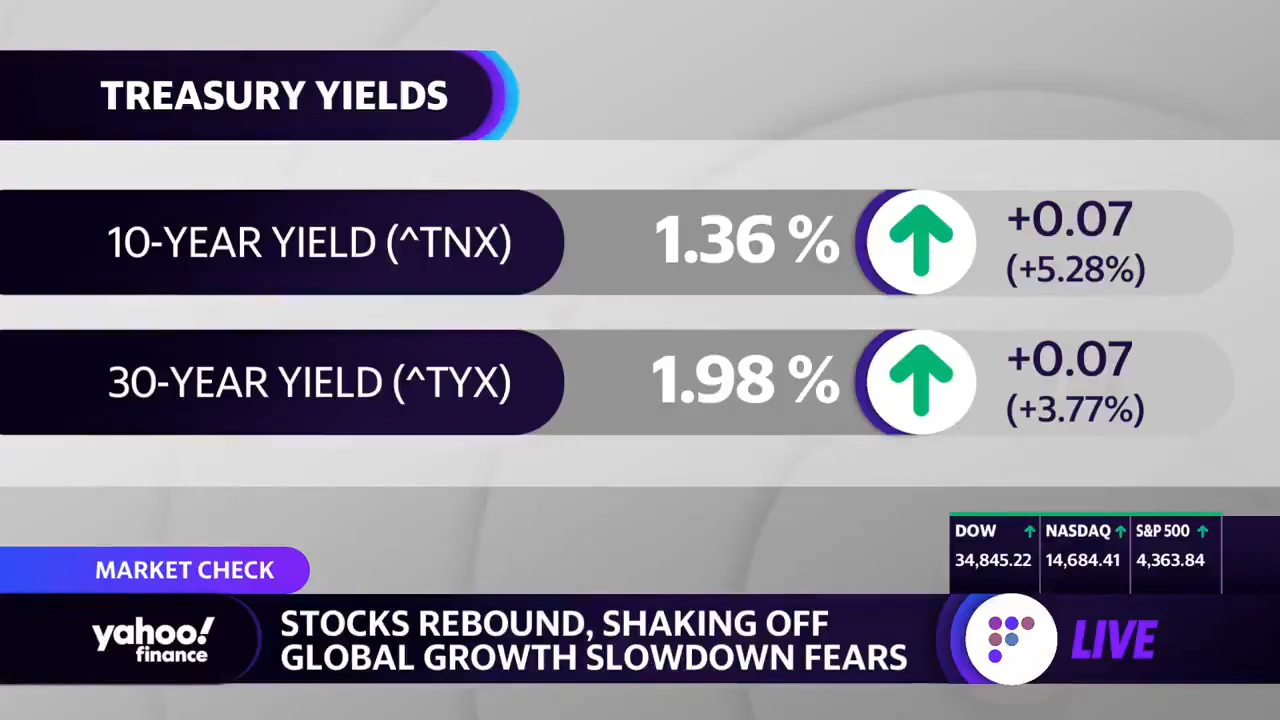 TREASURY YIELDS
10-YEAR YIELD (^TNX) 1.36 % +0.07
(+5.28%)
30-YEAR YIELD (^TYX) 1.98 % +0.07
(+3.77%)
DOW NASDAQ S&P 500
34,845.22 14,684.41 4,363.84
MARKET CHECK
yahoo!
finance
STOCKS REBOUND, SHAKING OFF
GLOBAL GROWTH SLOWDOWN FEARS
LIVE